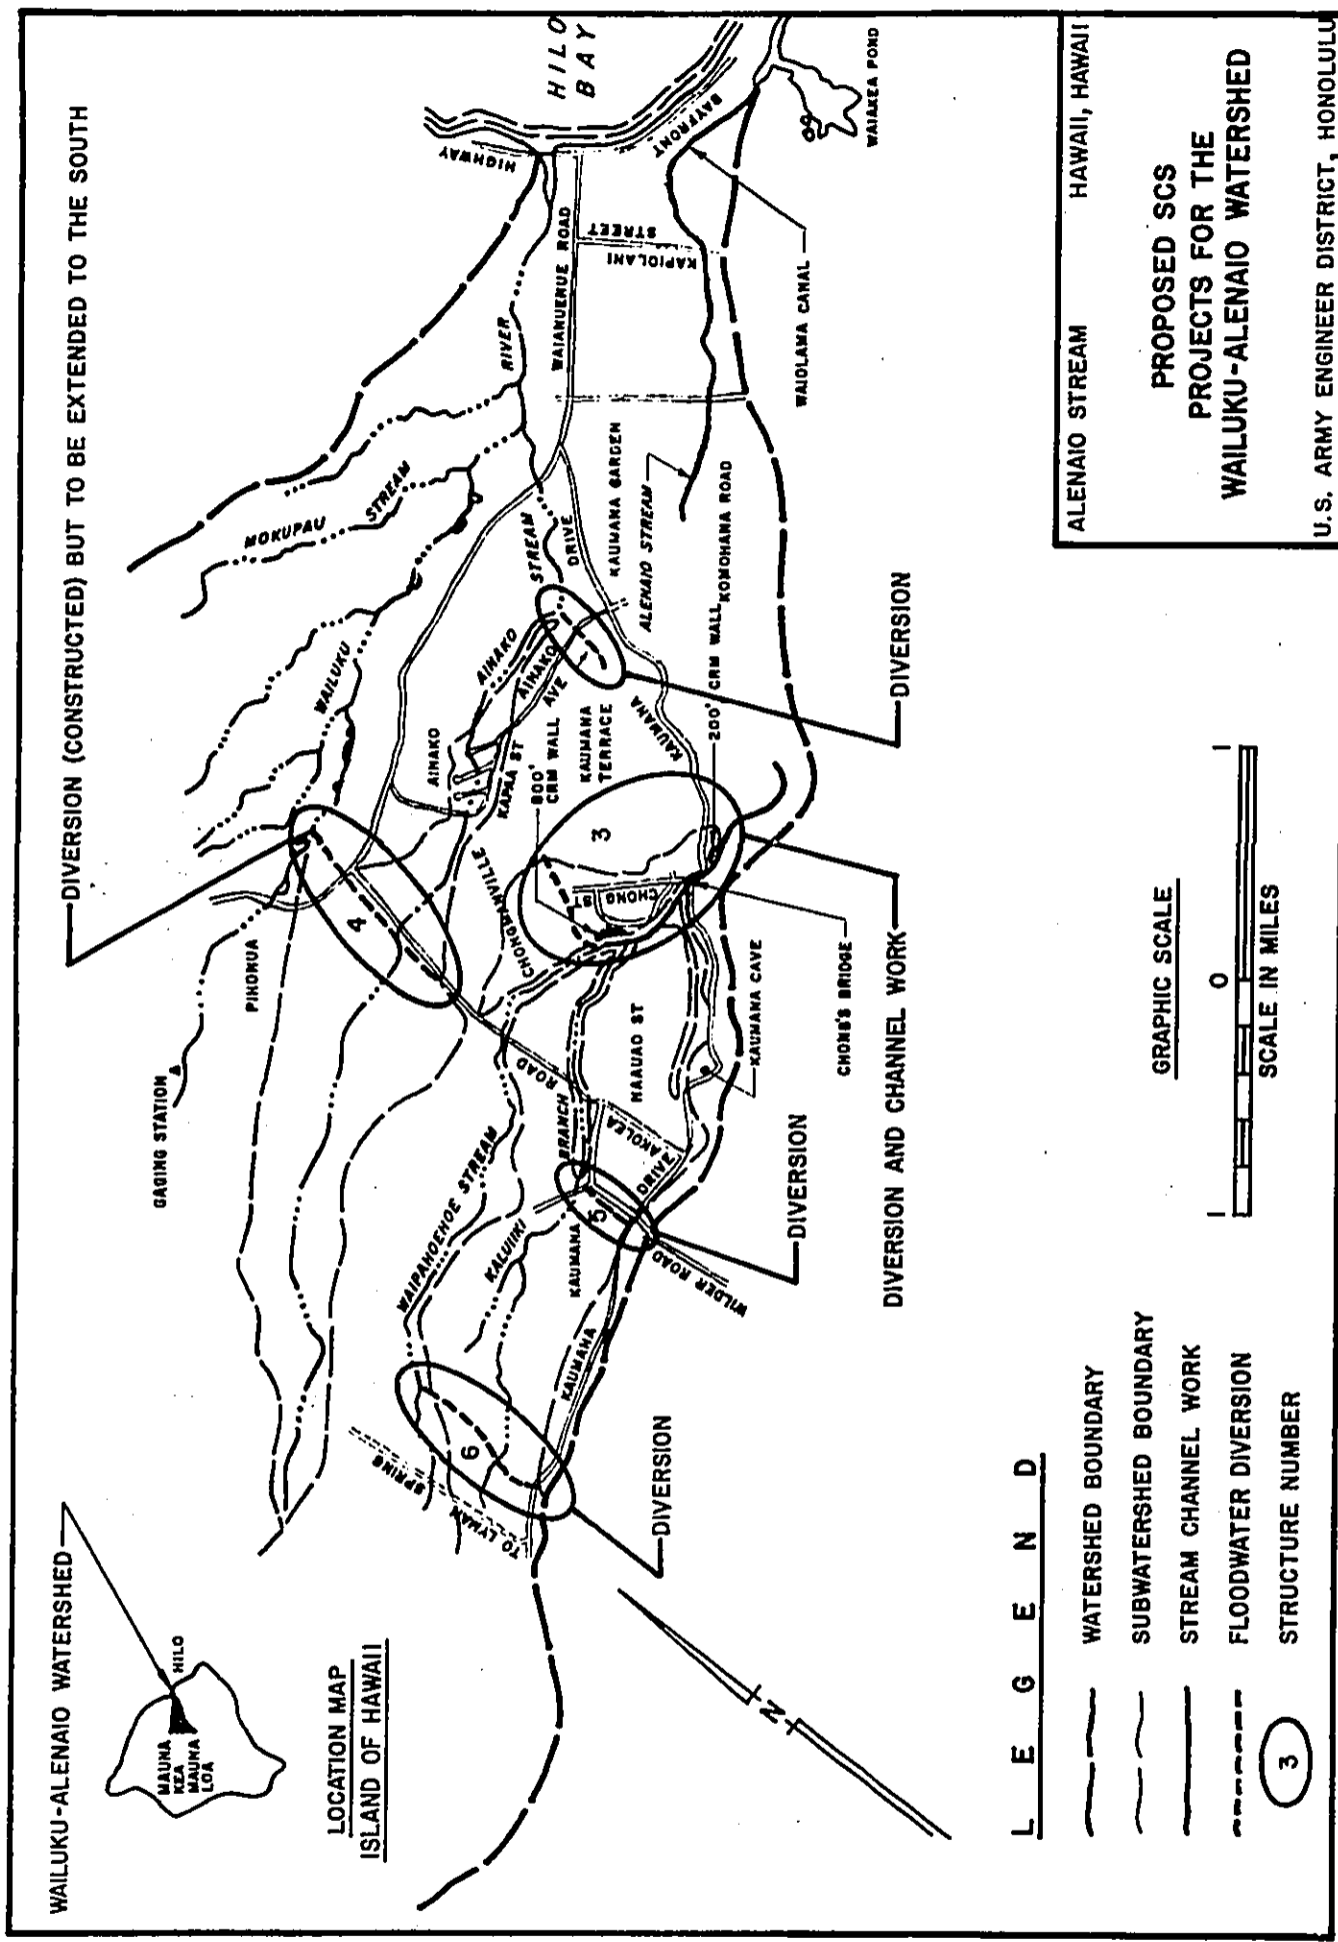 DIVERSION (CONSTRUCTED) BUT TO BE EXTENDED TO THE SOUTH
WAILUKU-ALENAIO WATERSHED
HILO
MAUNA
KEA
MAUNA
LOA
LOCATION MAP
ISLAND OF HAWAII
GAGING STATION
PIHONUA
WAILUKU
MOKUPAU
STREAM
RIVER
HIGHWAY
HILO
BAY
BAYFRONT
WAIAKEA POND
WAIANUENUE ROAD
KAPIOLANI
STREET
WAIOLAMA CANAL
4
AINAKO
KAPAA ST
AINAKO
AINAKO
AVE
STREAM
DRIVE
KAUMANA GARDEN
ALENAIO STREAM
KOMOHANA ROAD
800'
CRM WALL
KAUMANA
TERRACE
KAUMANA
200' CRM WALL
DIVERSION
CHONGMANVILLE
3
CHONG
ST
CHONG'S BRIDGE
KAUMANA CAVE
DIVERSION AND CHANNEL WORK
ROAD
MAAUAO ST
WAIPAHOEHOE STREAM
KALUIIKI
BRANCH
AKOLEA
DRIVE
KAUMANA
5
WILDER ROAD
DIVERSION
KAUMANA
6
TO LYMAN
SPRING
DIVERSION
N
LEGEND
WATERSHED BOUNDARY
SUBWATERSHED BOUNDARY
STREAM CHANNEL WORK
FLOODWATER DIVERSION
3
STRUCTURE NUMBER
GRAPHIC SCALE
1 0 1
SCALE IN MILES
ALENAIO STREAM HAWAII, HAWAII
PROPOSED SCS
PROJECTS FOR THE
WAILUKU-ALENAIO WATERSHED
U.S. ARMY ENGINEER DISTRICT, HONOLULU